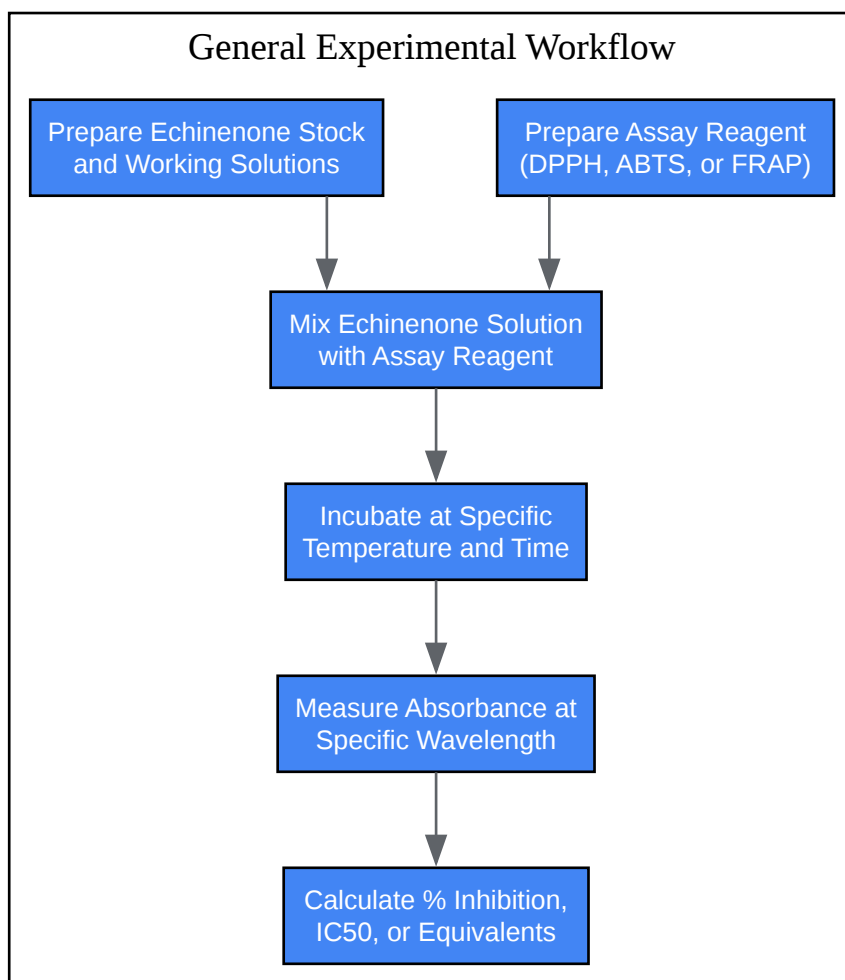 General Experimental Workflow
Prepare Echinenone Stock
and Working Solutions
Prepare Assay Reagent
(DPPH, ABTS, or FRAP)
Mix Echinenone Solution
with Assay Reagent
Incubate at Specific
Temperature and Time
Measure Absorbance at
Specific Wavelength
Calculate % Inhibition,
IC50, or Equivalents